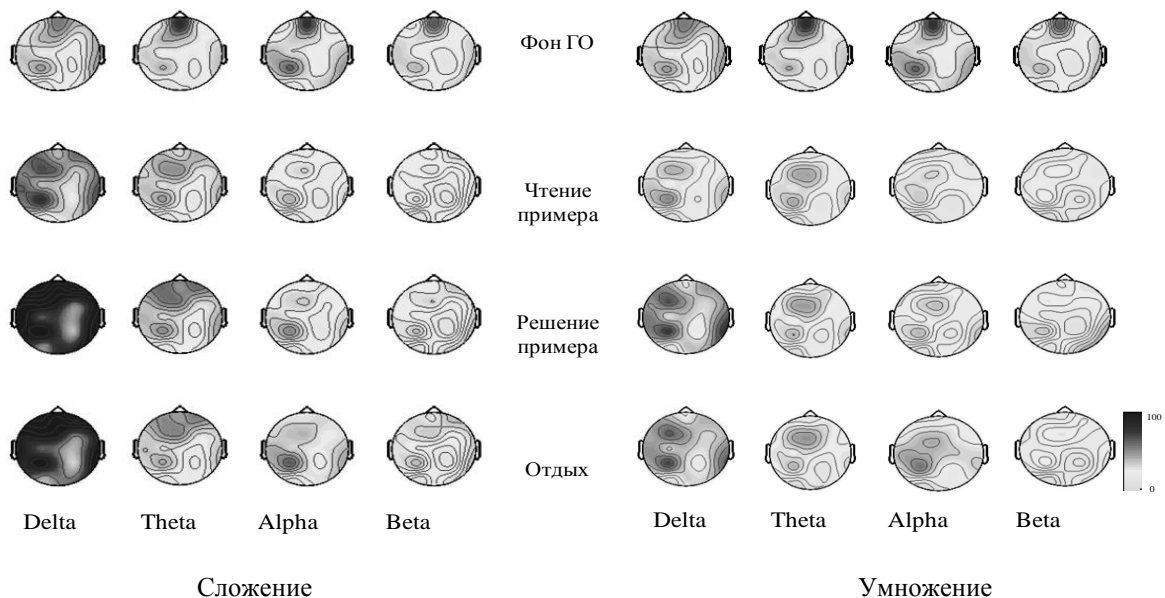 Фон ГО
Чтение
примера
Решение
примера
Отдых
100
0
Delta Theta Alpha Beta
Delta Theta Alpha Beta
Сложение
Умножение